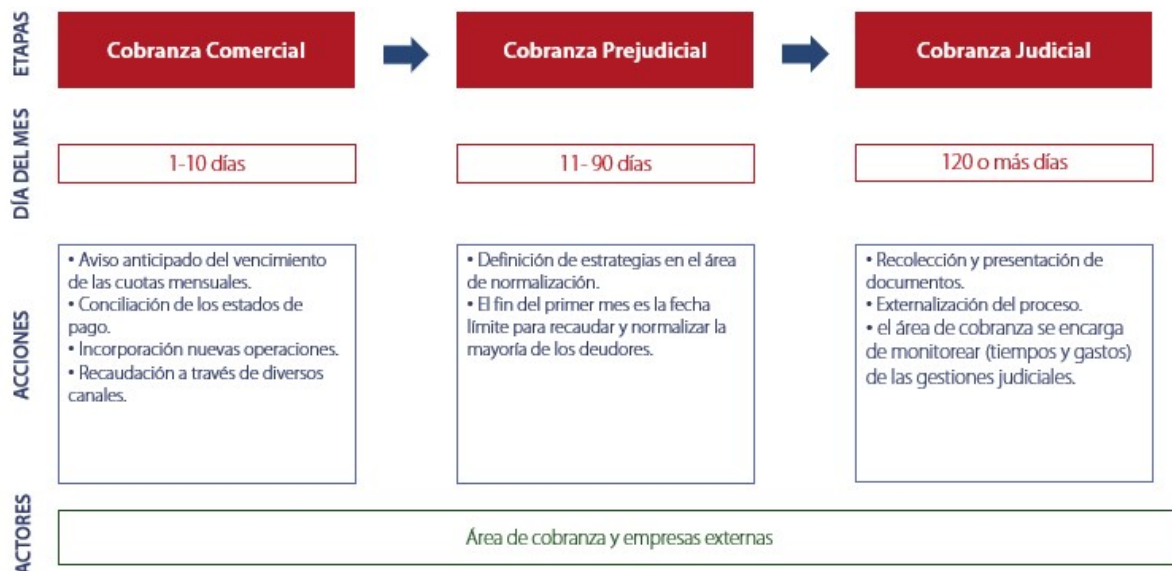 ETAPAS
Cobranza Comercial
Cobranza Prejudicial
Cobranza Judicial
DÍA DEL MES
1-10 días
11- 90 días
120 o más días
ACCIONES
• Aviso anticipado del vencimiento
de las cuotas mensuales.
• Conciliación de los estados de
pago.
• Incorporación nuevas operaciones.
• Recaudación a través de diversos
canales.
• Definición de estrategias en el área
de normalización.
• El fin del primer mes es la fecha
límite para recaudar y normalizar la
mayoría de los deudores.
• Recolección y presentación de
documentos.
• Externalización del proceso.
• el área de cobranza se encarga
de monitorear (tiempos y gastos)
de las gestiones judiciales.
ACTORES
Área de cobranza y empresas externas